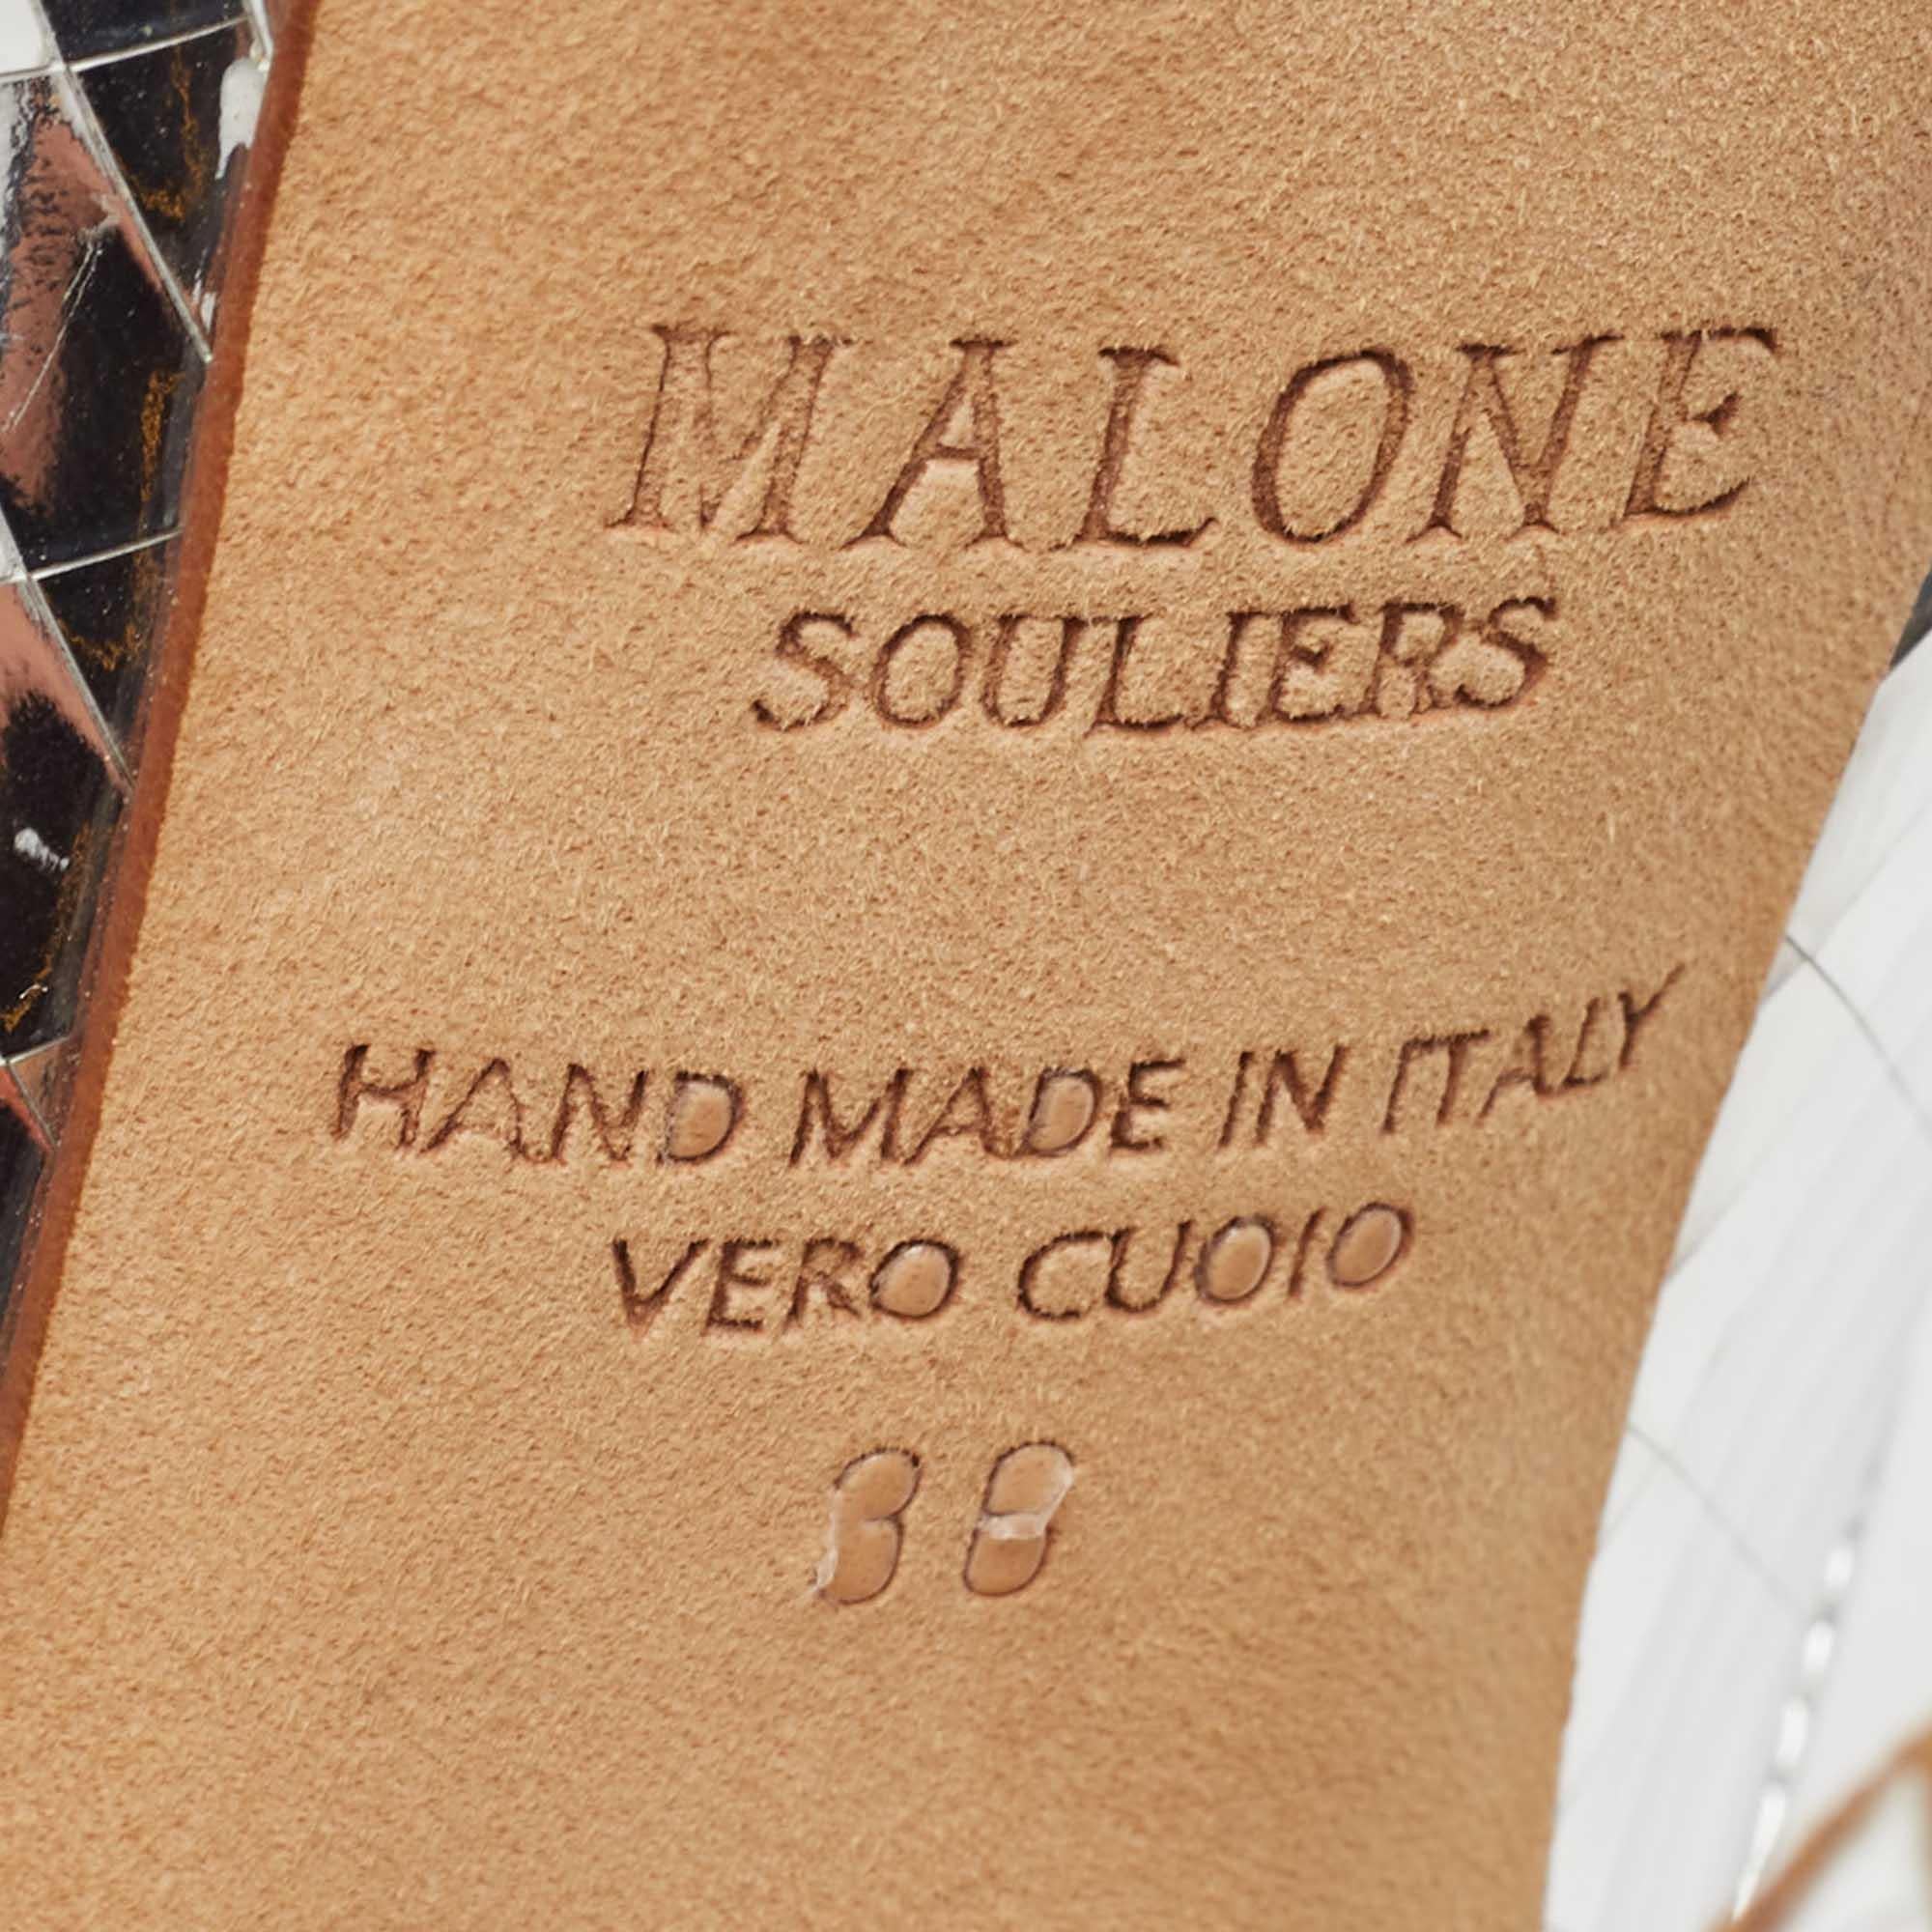 MALONE
SOULIERS
HAND MADE IN ITALY
VERO CUOIO
38